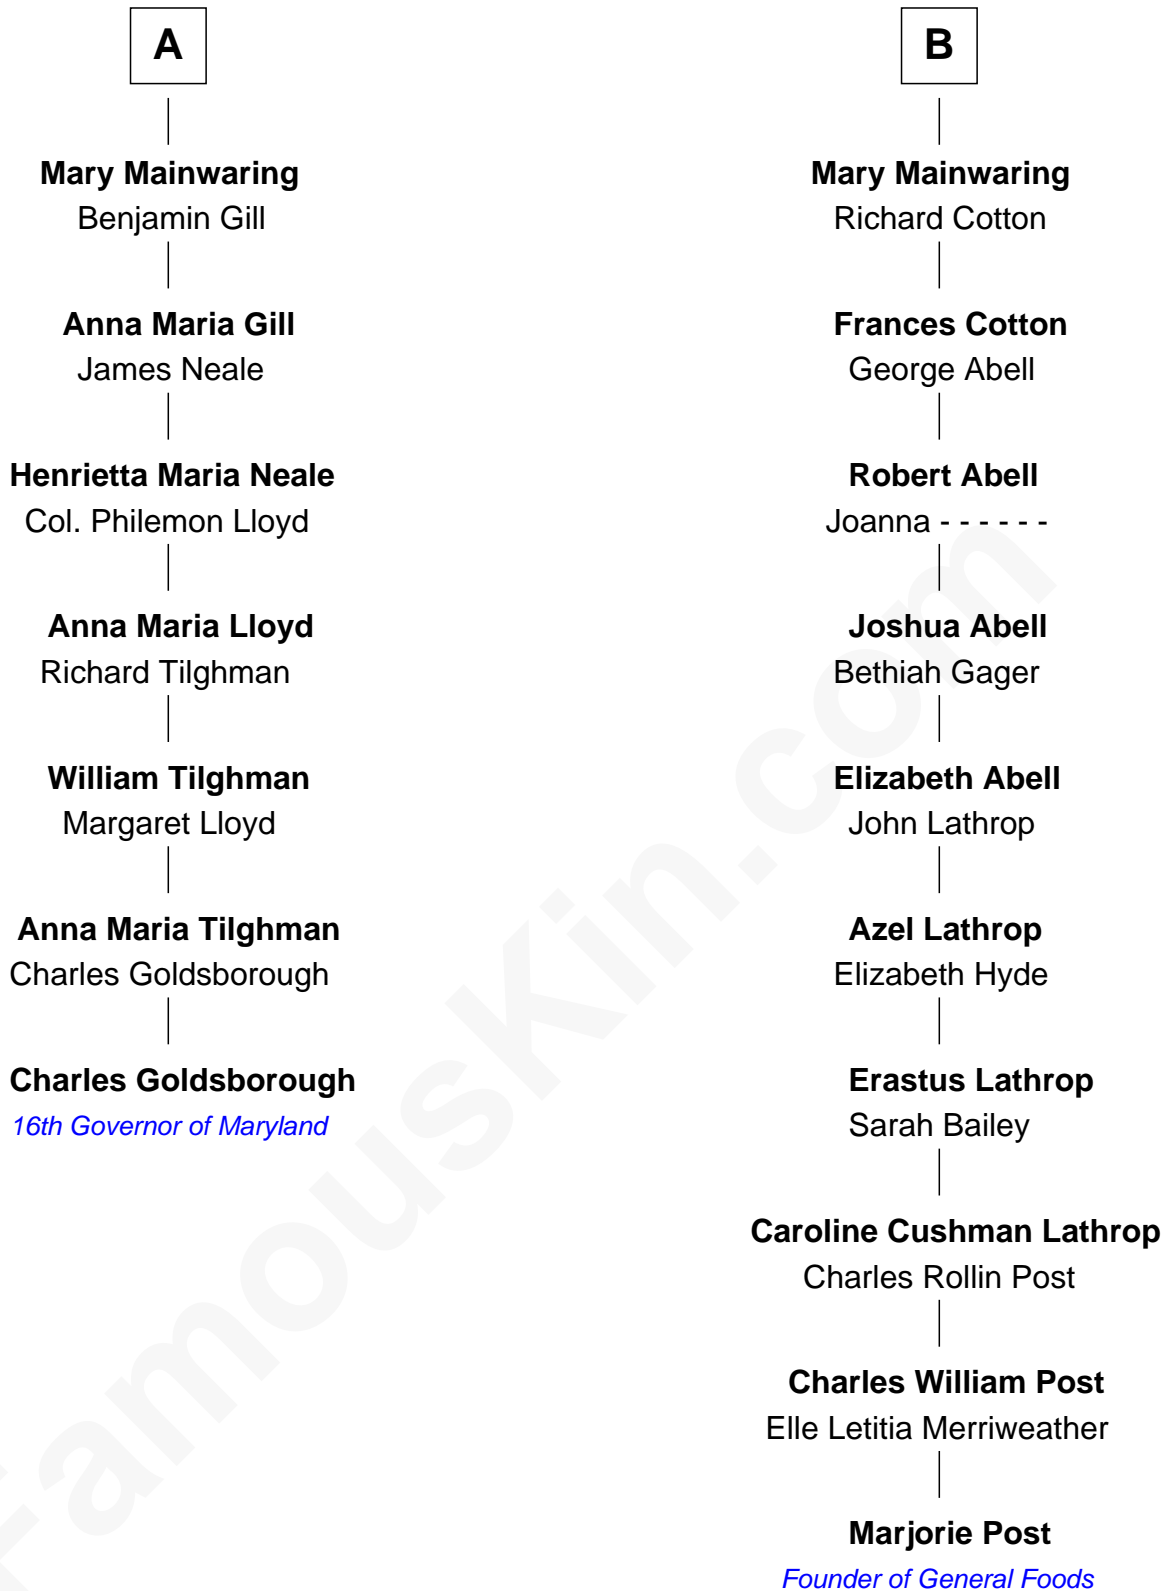 A
Mary Mainwaring
Benjamin Gill
Anna Maria Gill
James Neale
Henrietta Maria Neale
Col. Philemon Lloyd
Anna Maria Lloyd
Richard Tilghman
William Tilghman
Margaret Lloyd
Anna Maria Tilghman
Charles Goldsborough
Charles Goldsborough
16th Governor of Maryland
B
Mary Mainwaring
Richard Cotton
Frances Cotton
George Abell
Robert Abell
Joanna - - - - - -
Joshua Abell
Bethiah Gager
Elizabeth Abell
John Lathrop
Azel Lathrop
Elizabeth Hyde
Erastus Lathrop
Sarah Bailey
Caroline Cushman Lathrop
Charles Rollin Post
Charles William Post
Elle Letitia Merriweather
Marjorie Post
Founder of General Foods
FamousKin.com